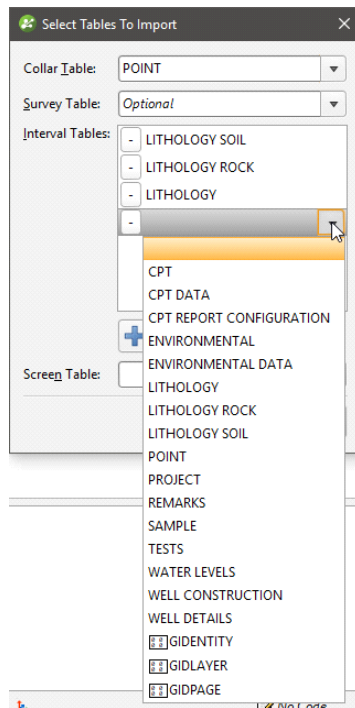 Select Tables To Import
Collar Table: POINT
Survey Table: Optional
Interval Tables: - LITHOLOGY SOIL
- LITHOLOGY ROCK
- LITHOLOGY
-
CPT
CPT DATA
CPT REPORT CONFIGURATION
ENVIRONMENTAL
ENVIRONMENTAL DATA
Screen Table: LITHOLOGY
LITHOLOGY ROCK
LITHOLOGY SOIL
POINT
PROJECT
REMARKS
SAMPLE
TESTS
WATER LEVELS
WELL CONSTRUCTION
WELL DETAILS
GIDENTITY
GIDLAYER
GIDPAGE
No Code